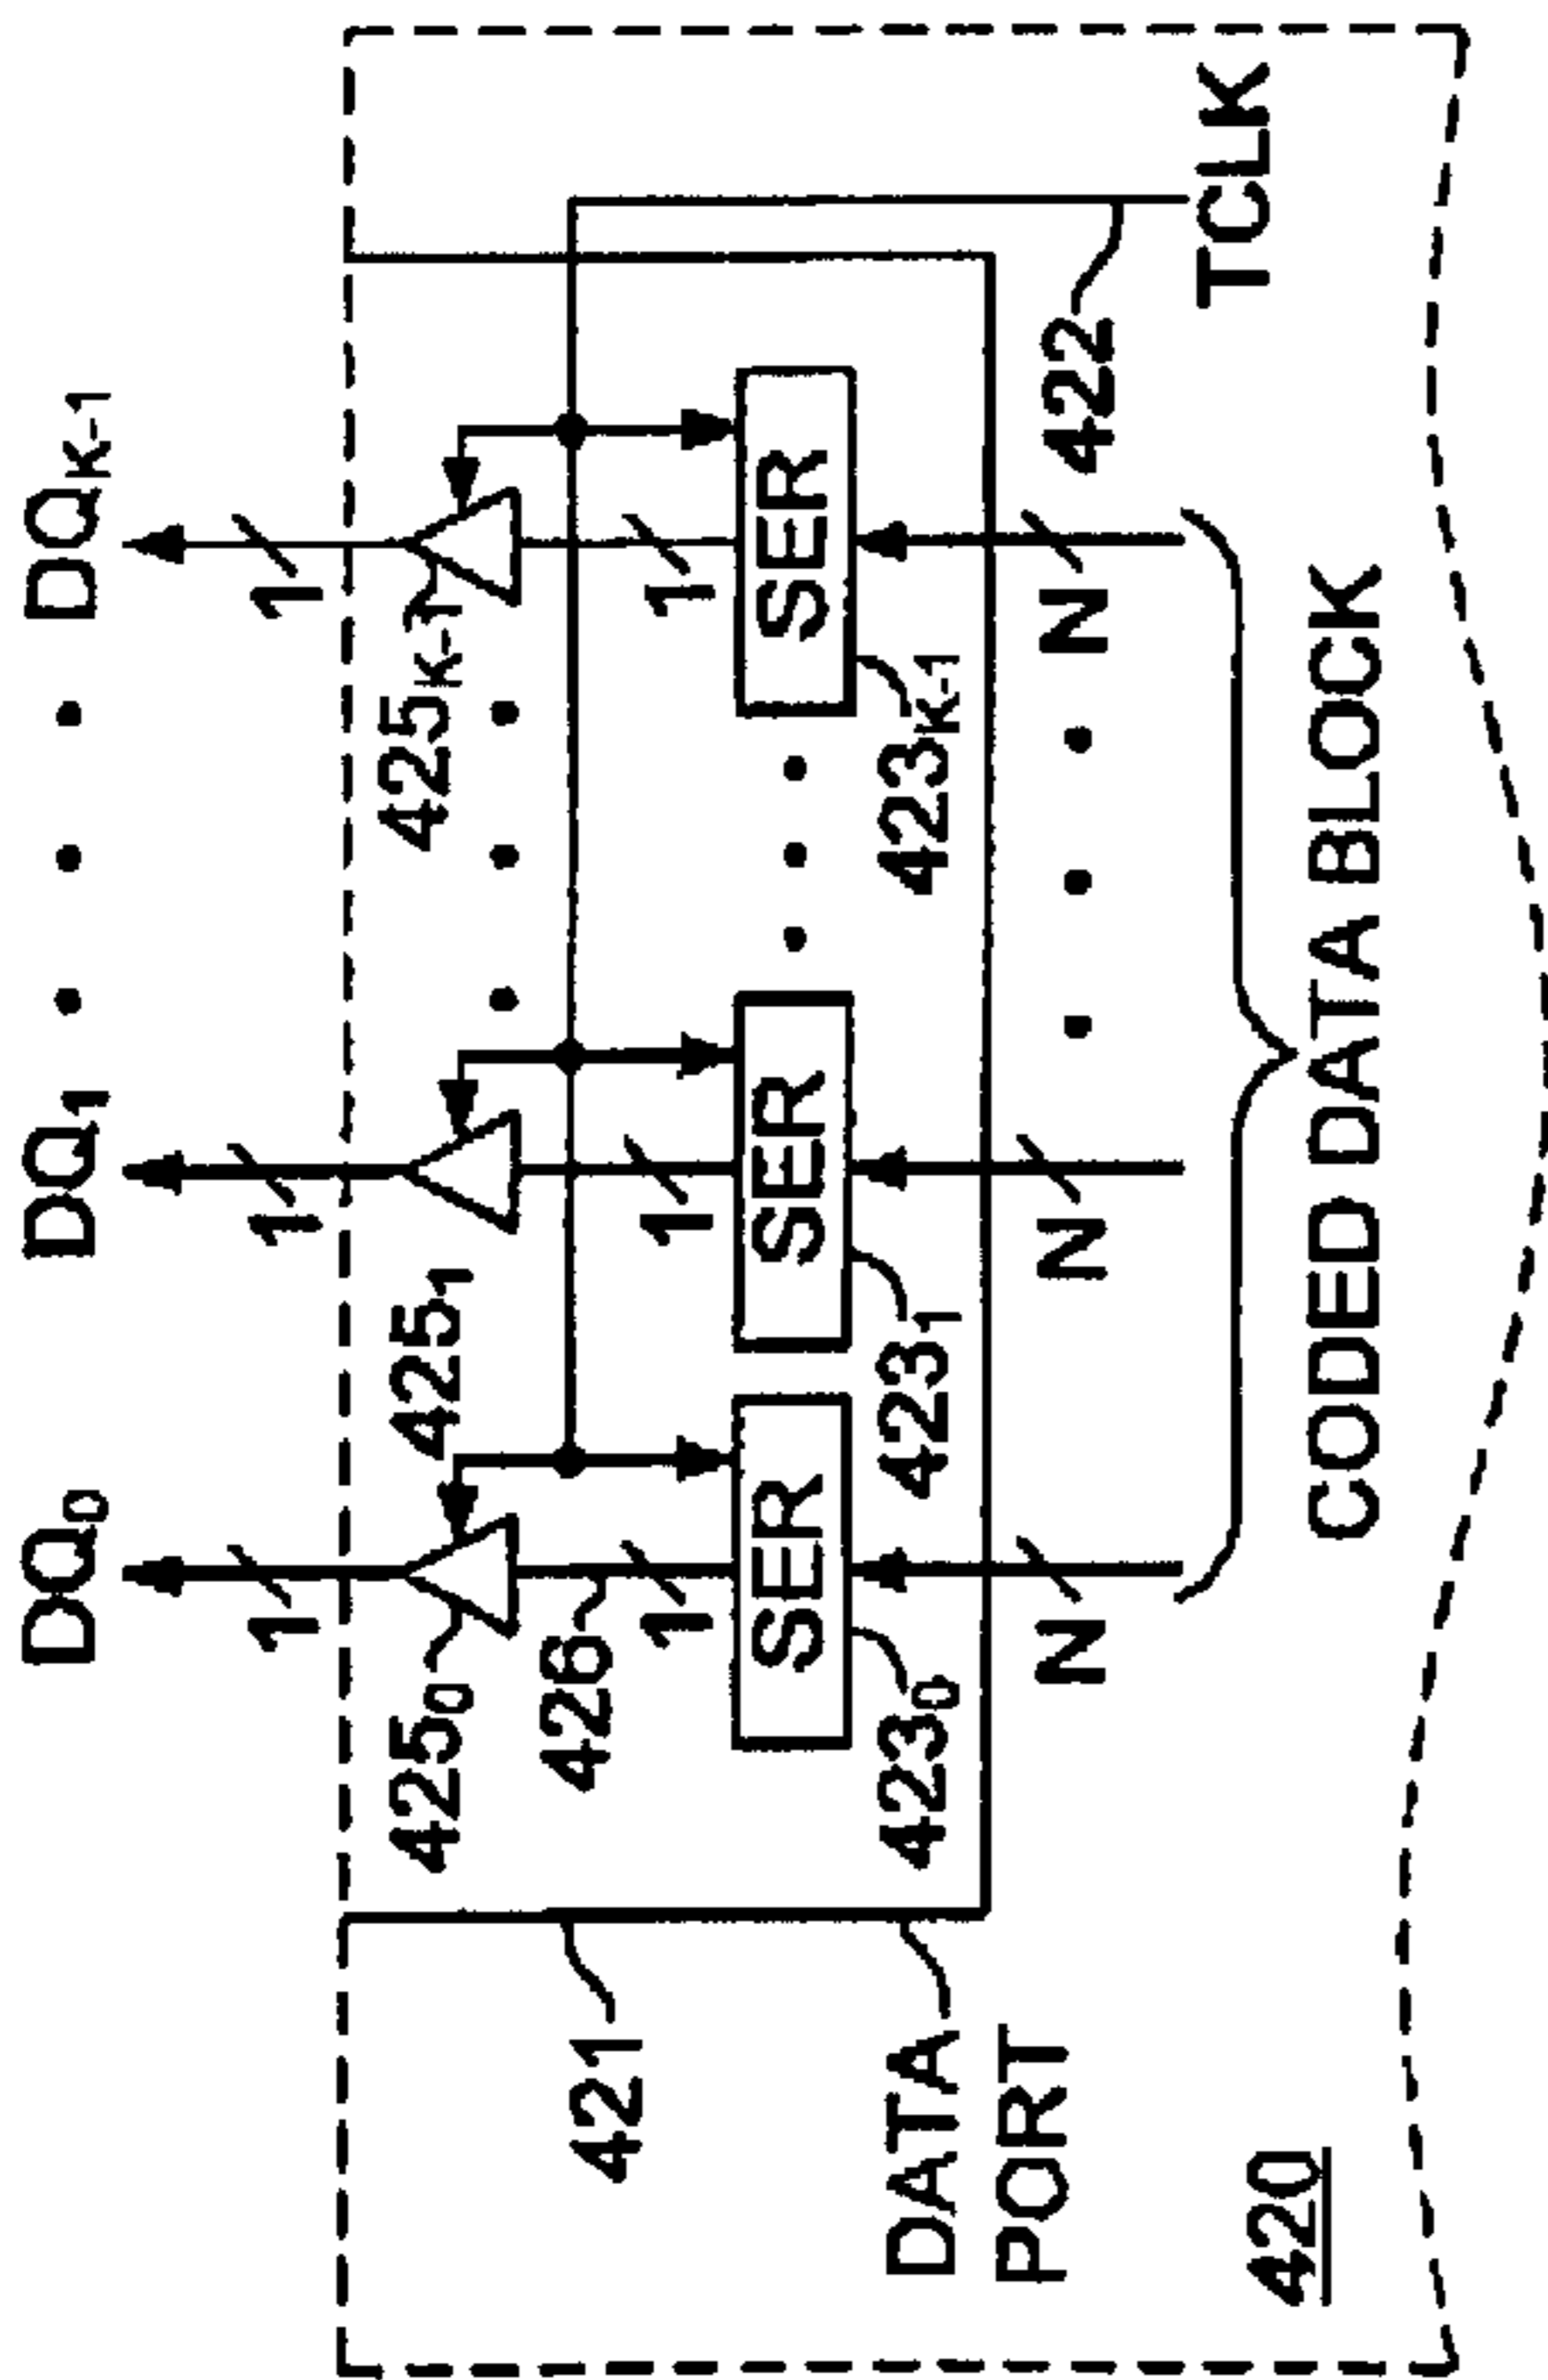 DQ₀ DQ₁ DQK-1
1 1 1
425₀ 425₁ 425K-1
426
421
1 1 1
SER SER SER
423₀ 423₁ 423K-1
DATA
PORT
N N N
422
TCLK
CODED DATA BLOCK
420